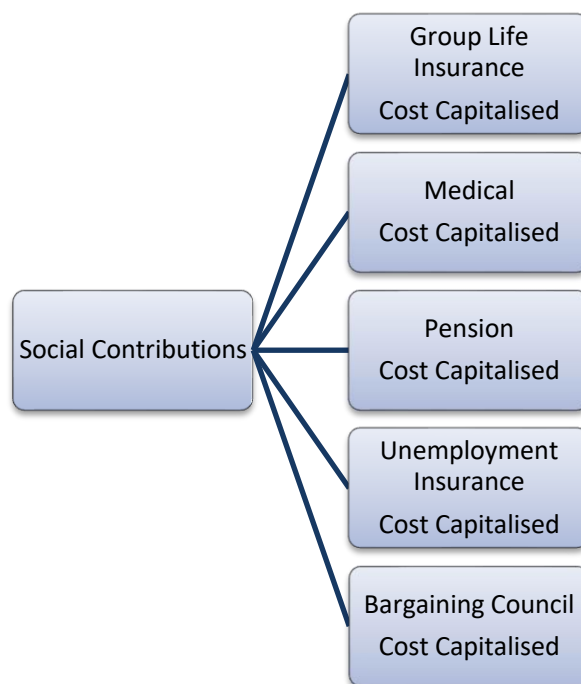 Social Contributions
Group Life
Insurance
Cost Capitalised
Medical
Cost Capitalised
Pension
Cost Capitalised
Unemployment
Insurance
Cost Capitalised
Bargaining Council
Cost Capitalised